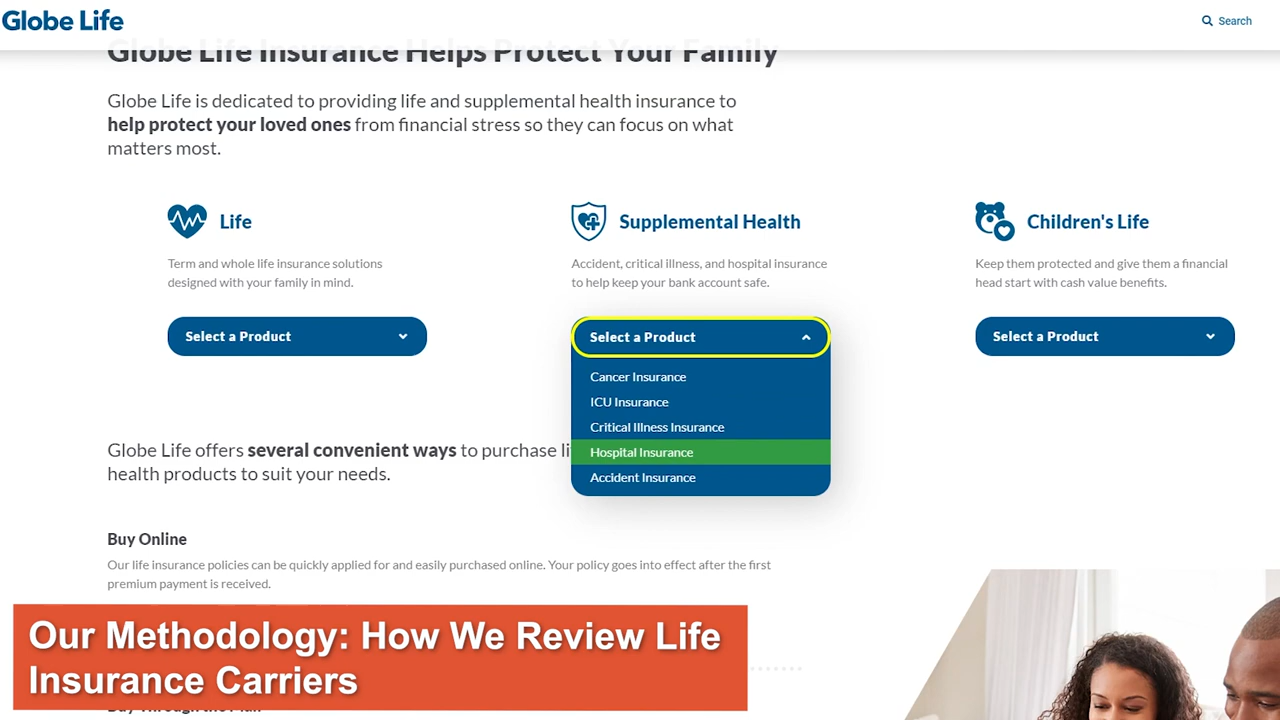 Globe Life
Search
Globe Life Insurance Helps Protect Your Family
Globe Life is dedicated to providing life and supplemental health insurance to
help protect your loved ones from financial stress so they can focus on what
matters most.
Life
Term and whole life insurance solutions
designed with your family in mind.
Select a Product
Supplemental Health
Accident, critical illness, and hospital insurance
to help keep your bank account safe.
Select a Product
Cancer Insurance
ICU Insurance
Critical Illness Insurance
Hospital Insurance
Accident Insurance
Children's Life
Keep them protected and give them a financial
head start with cash value benefits.
Select a Product
Globe Life offers several convenient ways to purchase
health products to suit your needs.
Buy Online
Our life insurance policies can be quickly applied for and easily purchased online. Your policy goes into effect after the first
premium payment is received.
Our Methodology: How We Review Life
Insurance Carriers